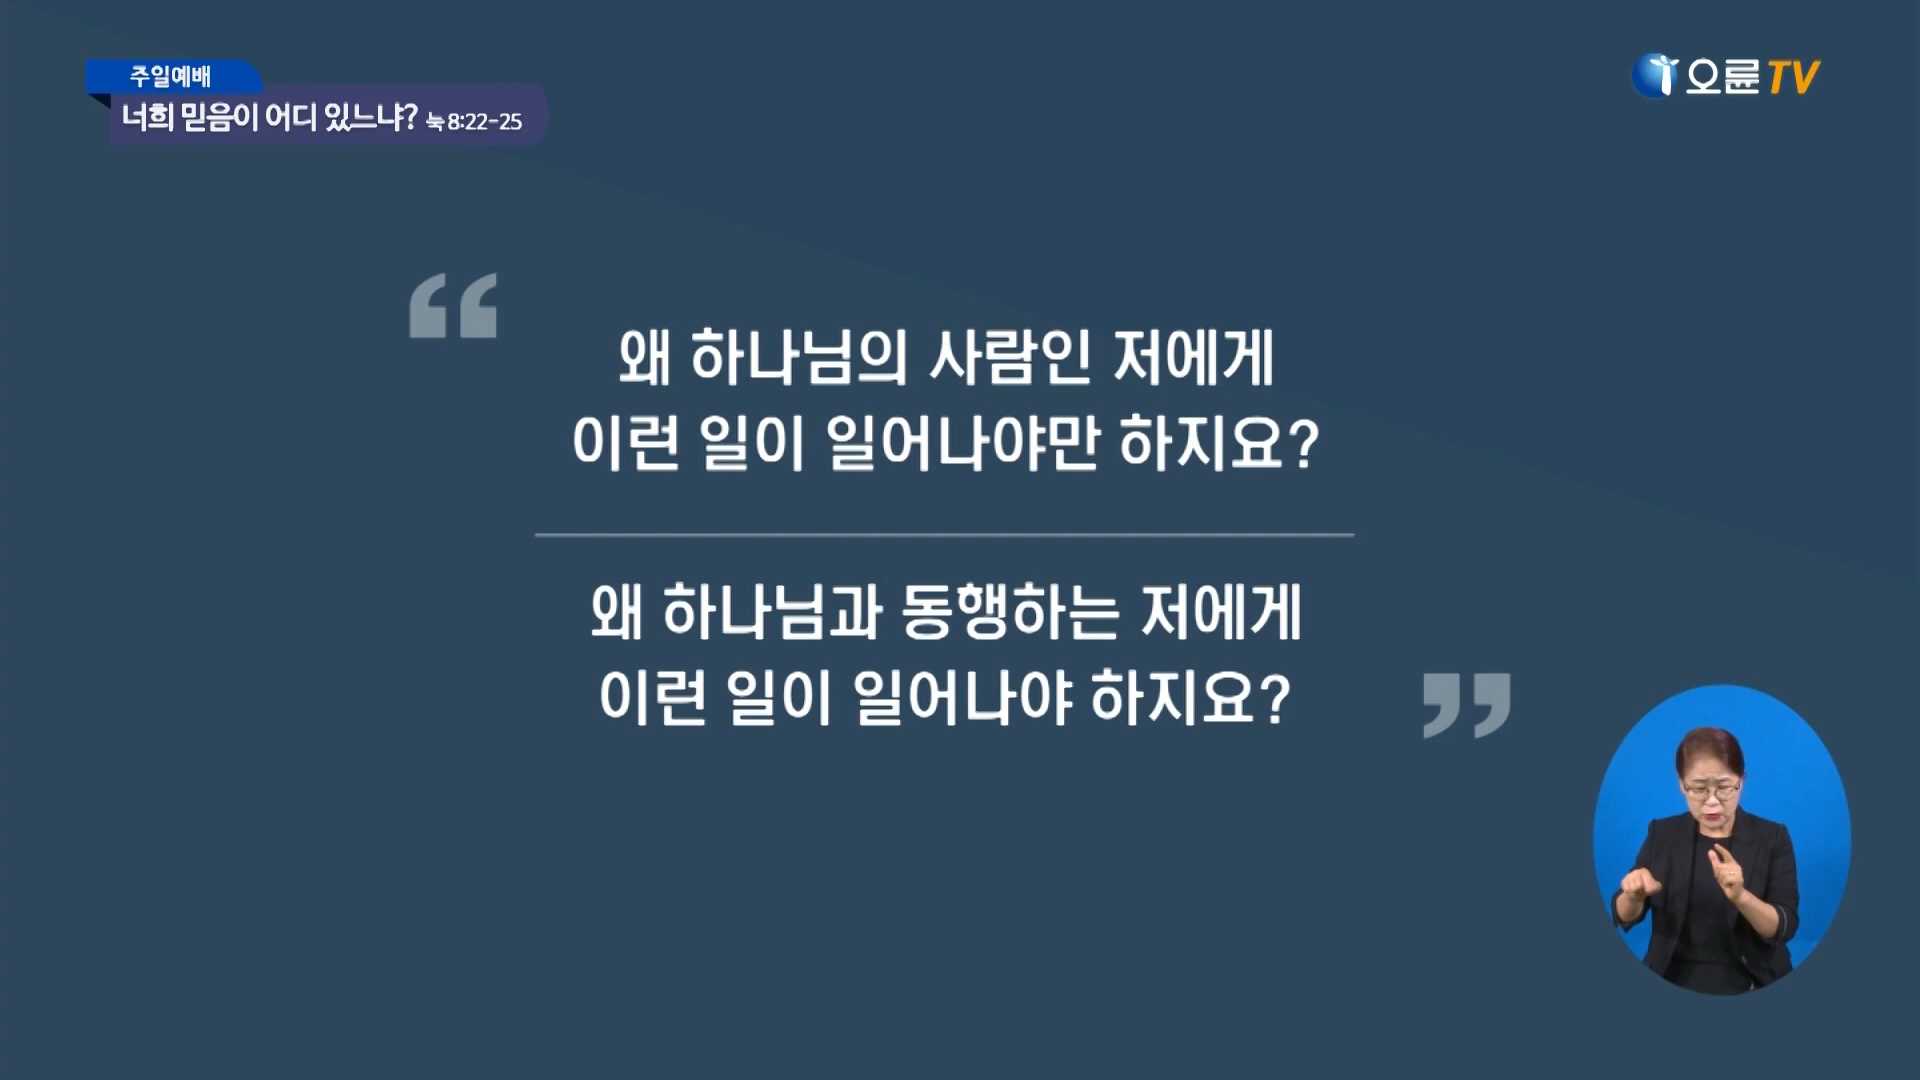 주일예배
너희 믿음이 어디 있느냐? 눅 8:22-25
오륜TV
왜 하나님의 사람인 저에게
이런 일이 일어나야만 하지요?
왜 하나님과 동행하는 저에게
이런 일이 일어나야 하지요?